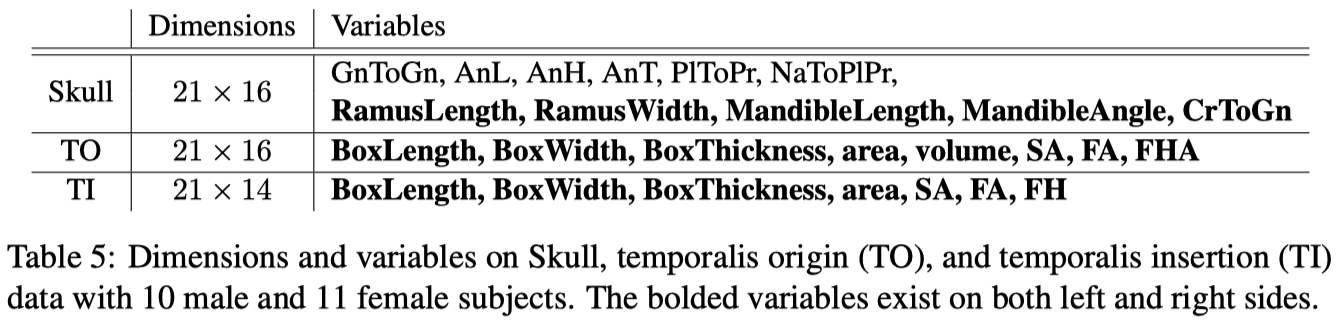 Dimensions Variables
GnToGn, AnL, AnH, AnT, PlToPr, NaToPlPr,
Skull 21 × 16
RamusLength, RamusWidth, MandibleLength, MandibleAngle, CrToGn
TO 21 × 16 BoxLength, BoxWidth, BoxThickness, area, volume, SA, FA, FHA
TI 21 × 14 BoxLength, BoxWidth, BoxThickness, area, SA, FA, FH
Table 5: Dimensions and variables on Skull, temporalis origin (TO), and temporalis insertion (TI)
data with 10 male and 11 female subjects. The bolded variables exist on both left and right sides.